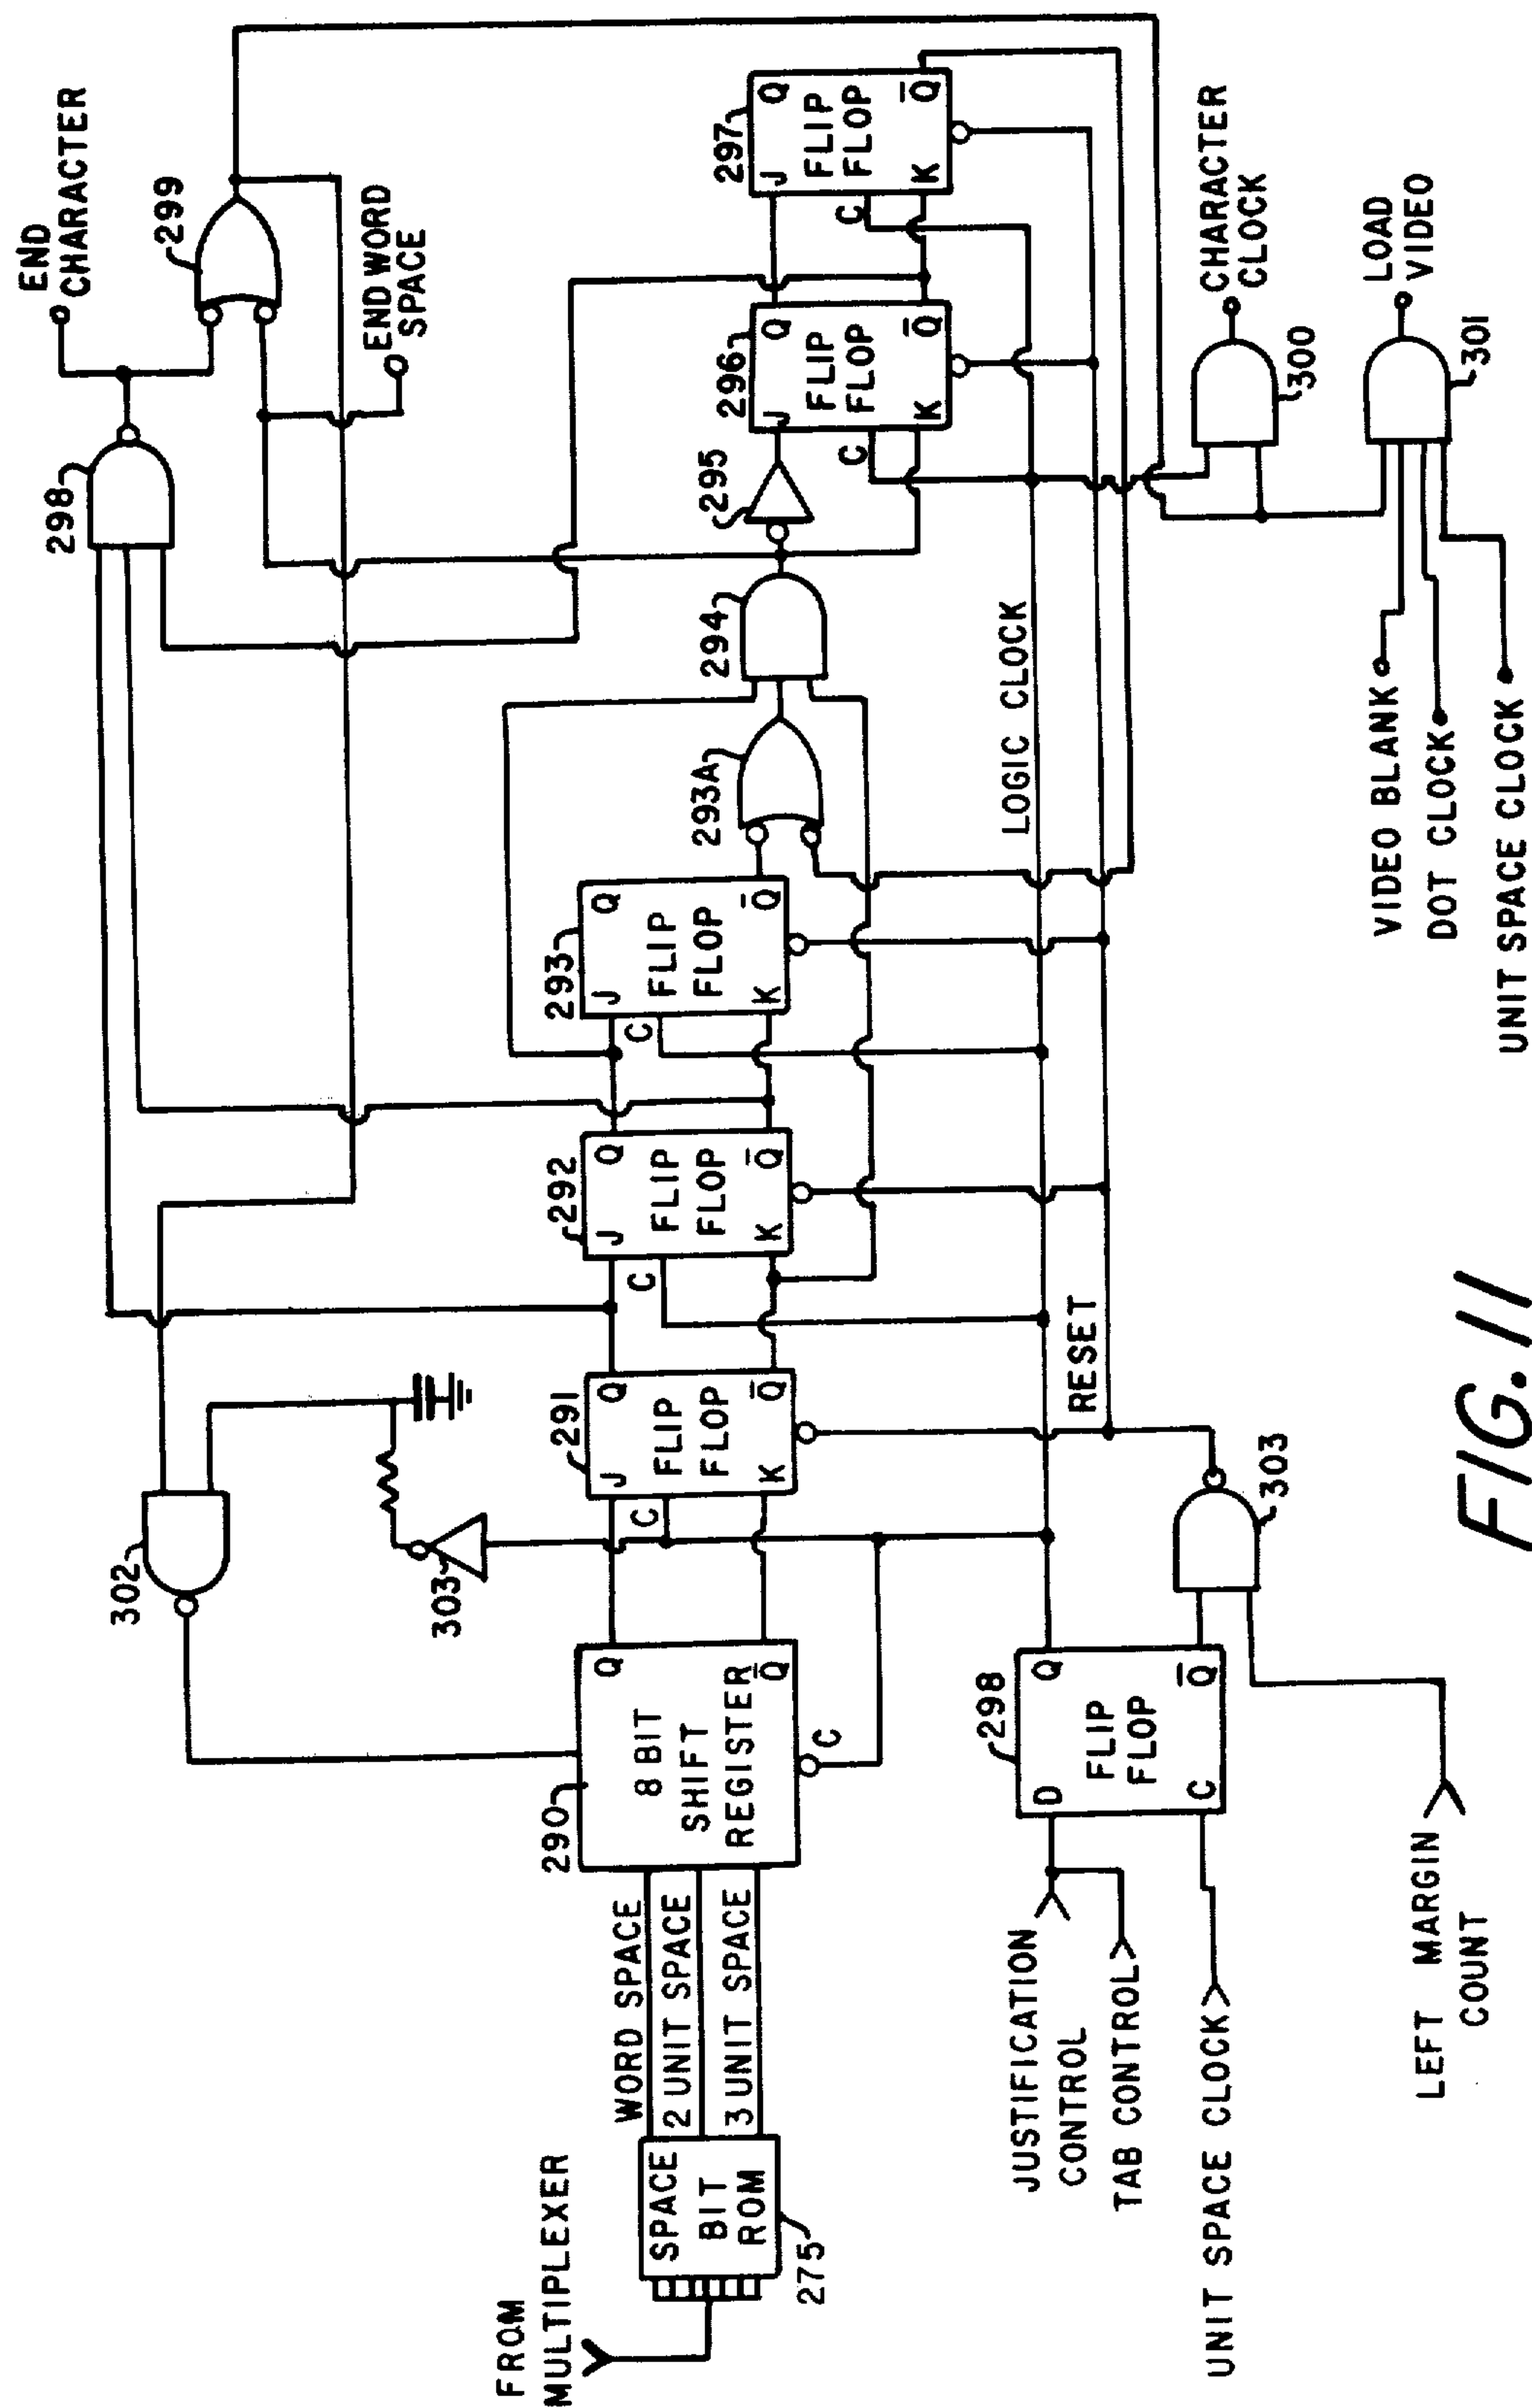 FROM
MULTIPLEXER
SPACE
BIT
ROM
275
WORD SPACE
2 UNIT SPACE
3 UNIT SPACE
290
8 BIT
SHIFT
REGISTER
Q
Q̅
C
302
303
291
J
Q
C
FLIP
FLOP
K
Q̅
292
J
Q
C
FLIP
FLOP
K
Q̅
293
J
Q
C
FLIP
FLOP
K
Q̅
293A
294
295
296
J
Q
C
FLIP
FLOP
K
Q̅
297
J
Q
C
FLIP
FLOP
K
Q̅
298
END
CHARACTER
299
END WORD
SPACE
JUSTIFICATION
CONTROL
TAB CONTROL
UNIT SPACE CLOCK
298
D
Q
FLIP
FLOP
C
Q̅
LEFT MARGIN
COUNT
303
RESET
LOGIC CLOCK
VIDEO BLANK
DOT CLOCK
UNIT SPACE CLOCK
CHARACTER
CLOCK
300
LOAD
VIDEO
301
FIG. 11